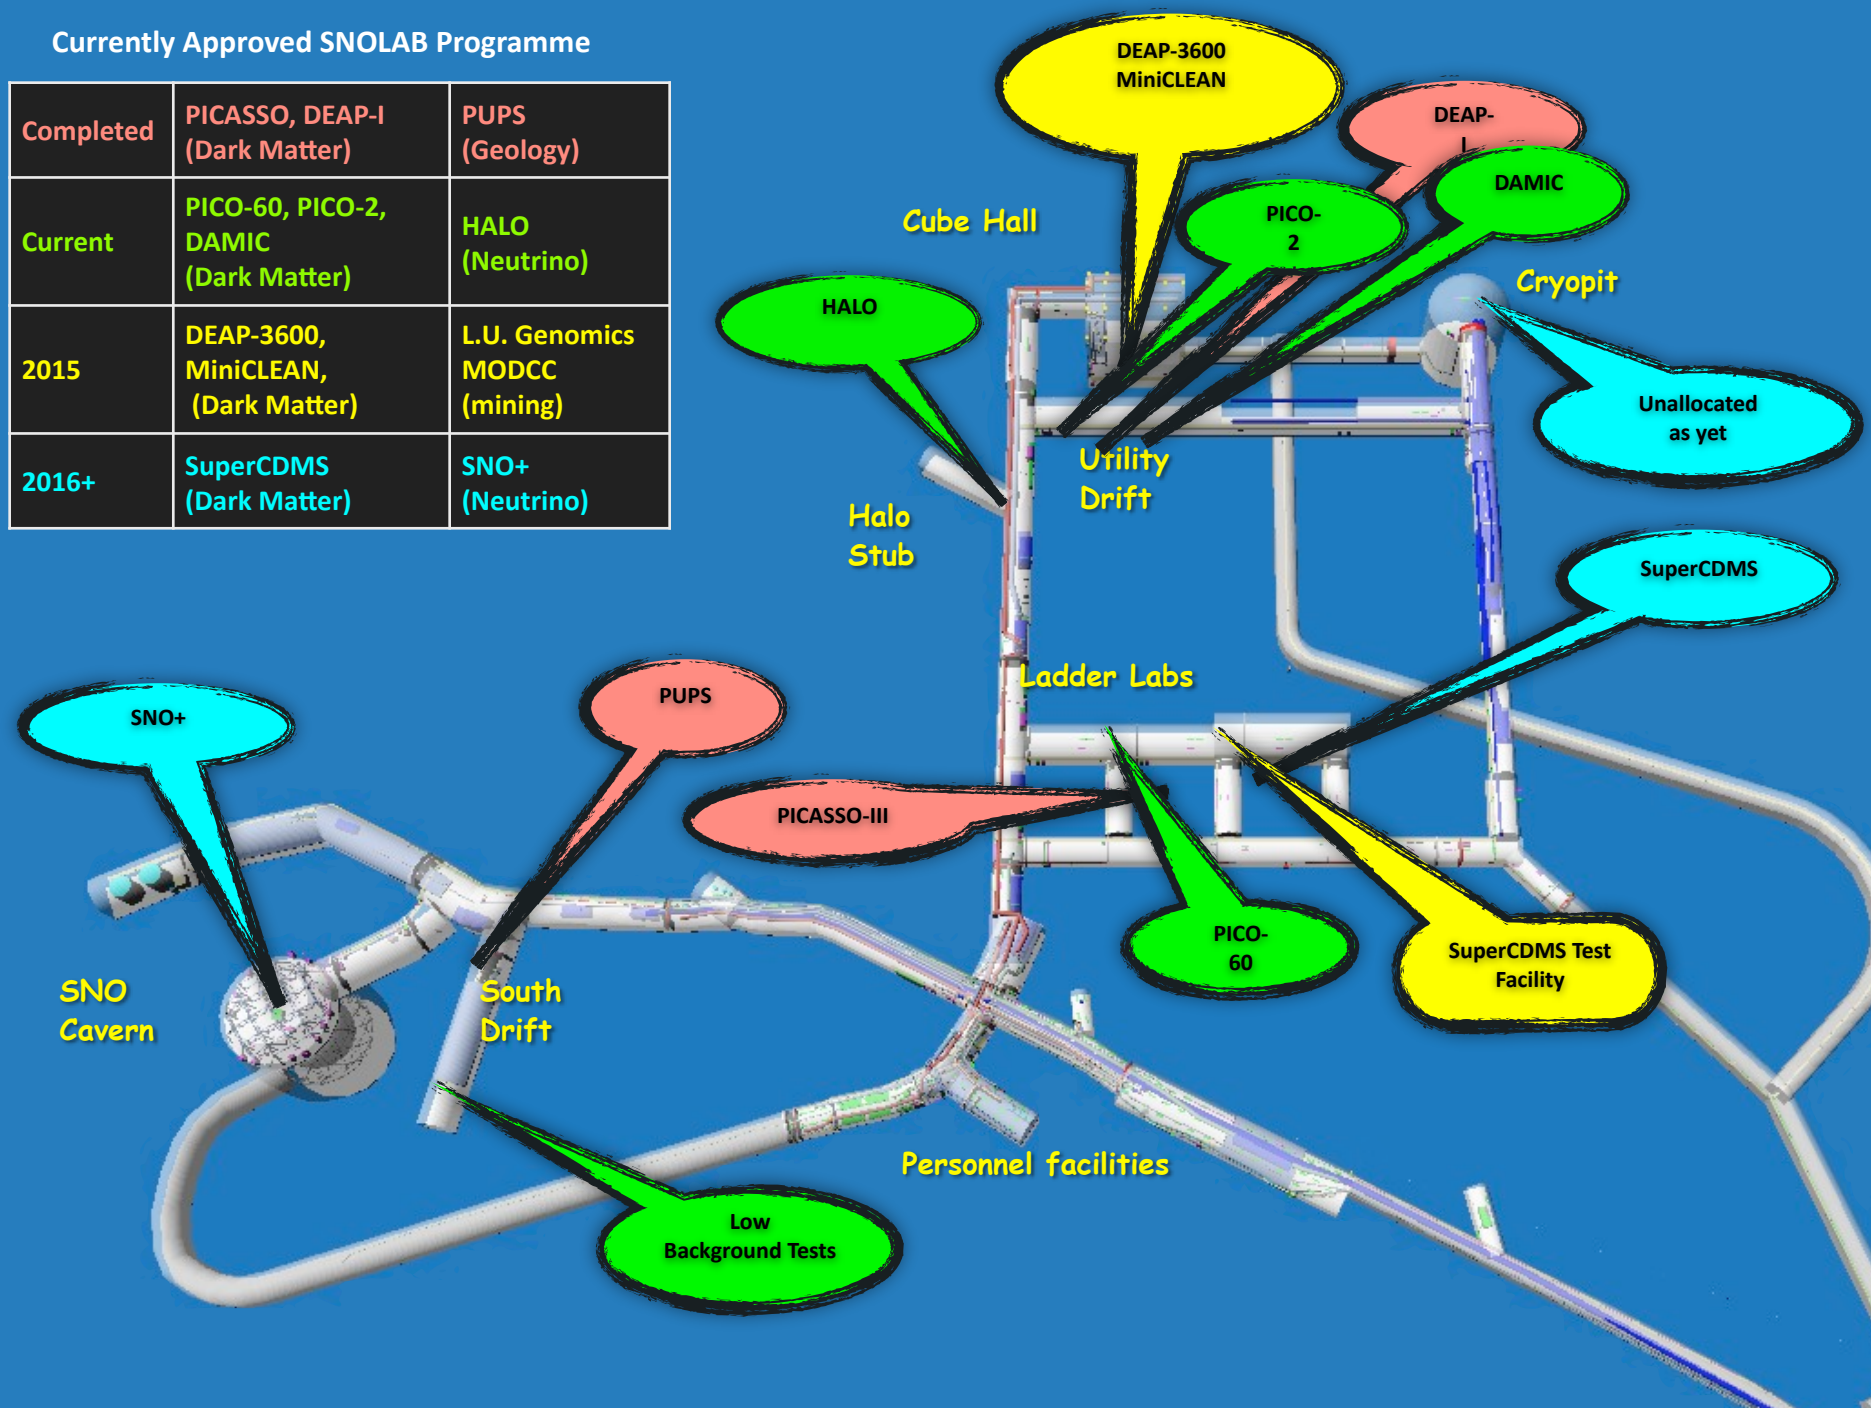 Currently Approved SNOLAB Programme
Completed
PICASSO, DEAP-I
(Dark Matter)
PUPS
(Geology)
Current
PICO-60, PICO-2,
DAMIC
(Dark Matter)
HALO
(Neutrino)
2015
DEAP-3600,
MiniCLEAN,
(Dark Matter)
L.U. Genomics
MODCC
(mining)
2016+
SuperCDMS
(Dark Matter)
SNO+
(Neutrino)
DEAP-3600
MiniCLEAN
DEAP-
I
DAMIC
PICO-
2
Cube Hall
HALO
Cryopit
Unallocated
as yet
Utility
Drift
Halo
Stub
SuperCDMS
Ladder Labs
PUPS
SNO+
PICASSO-III
PICO-
60
SuperCDMS Test
Facility
SNO
Cavern
South
Drift
Personnel facilities
Low
Background Tests